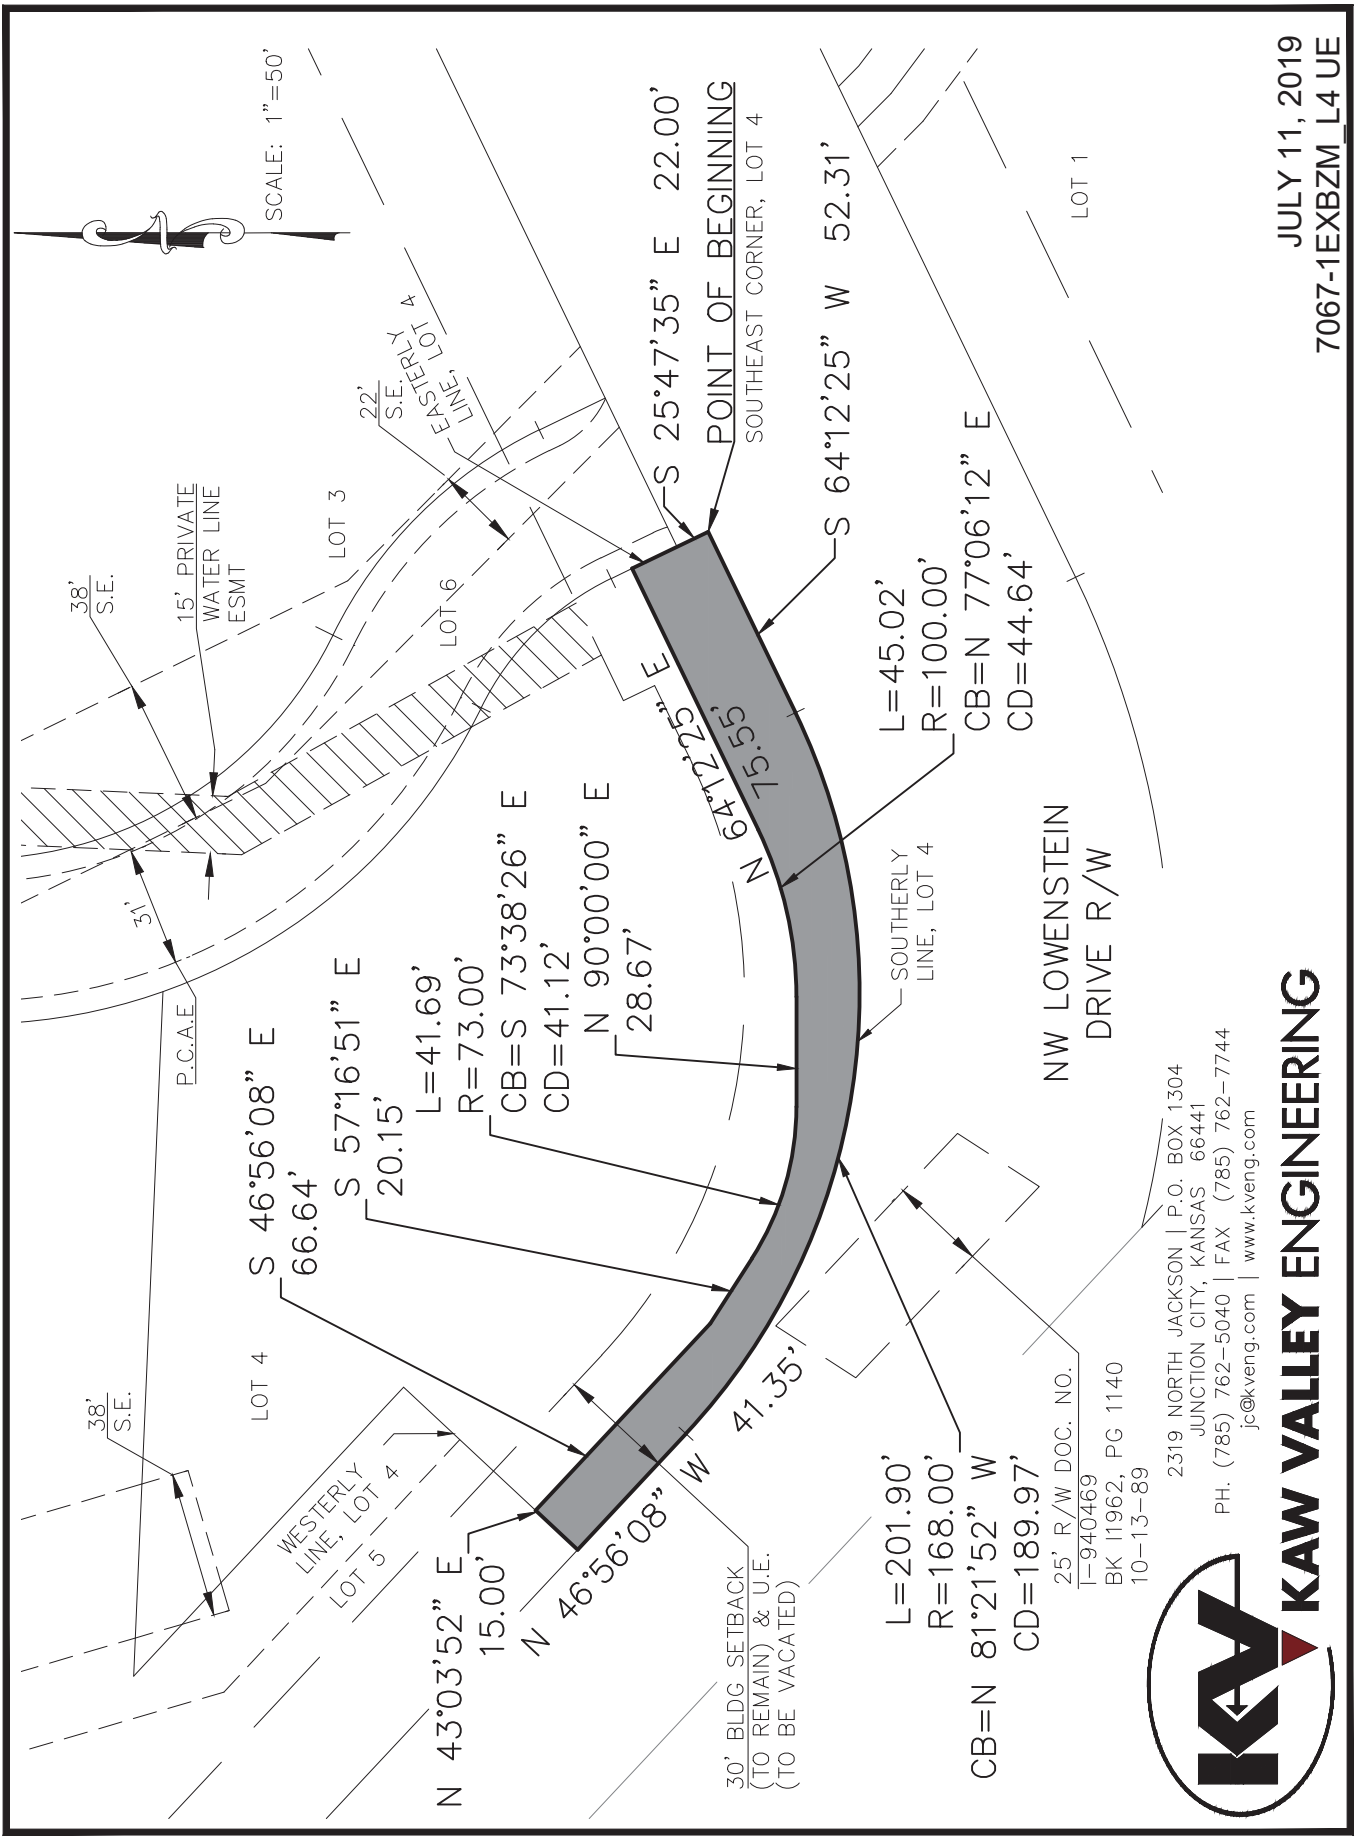 SCALE: 1"=50'
38'
S.E.
15' PRIVATE
WATER LINE
ESMT
LOT 3
22'
S.E.
EASTERLY
LINE, LOT 4
LOT 6
31'
P.C.A.E
38'
S.E.
LOT 4
WESTERLY
LINE, LOT 4
LOT 5
S 46°56'08" E
66.64'
S 57°16'51" E
20.15'
L=41.69'
R=73.00'
CB=S 73°38'26" E
CD=41.12'
N 90°00'00" E
28.67'
N 64°12'25" E
75.55'
S 25°47'35" E 22.00'
POINT OF BEGINNING
SOUTHEAST CORNER, LOT 4
S 64°12'25" W 52.31'
L=45.02'
R=100.00'
CB=N 77°06'12" E
CD=44.64'
LOT 1
SOUTHERLY
LINE, LOT 4
NW LOWENSTEIN
DRIVE R/W
N 43°03'52" E
15.00'
N 46°56'08" W 41.35'
30' BLDG SETBACK
(TO REMAIN) & U.E.
(TO BE VACATED)
L=201.90'
R=168.00'
CB=N 81°21'52" W
CD=189.97'
25' R/W DOC. NO.
I-940469
BK I1962, PG 1140
10-13-89
2319 NORTH JACKSON | P.O. BOX 1304
JUNCTION CITY, KANSAS 66441
PH. (785) 762-5040 | FAX (785) 762-7744
jc@kveng.com | www.kveng.com
KV
KAW VALLEY ENGINEERING
JULY 11, 2019
7067-1EXBZM_L4 UE